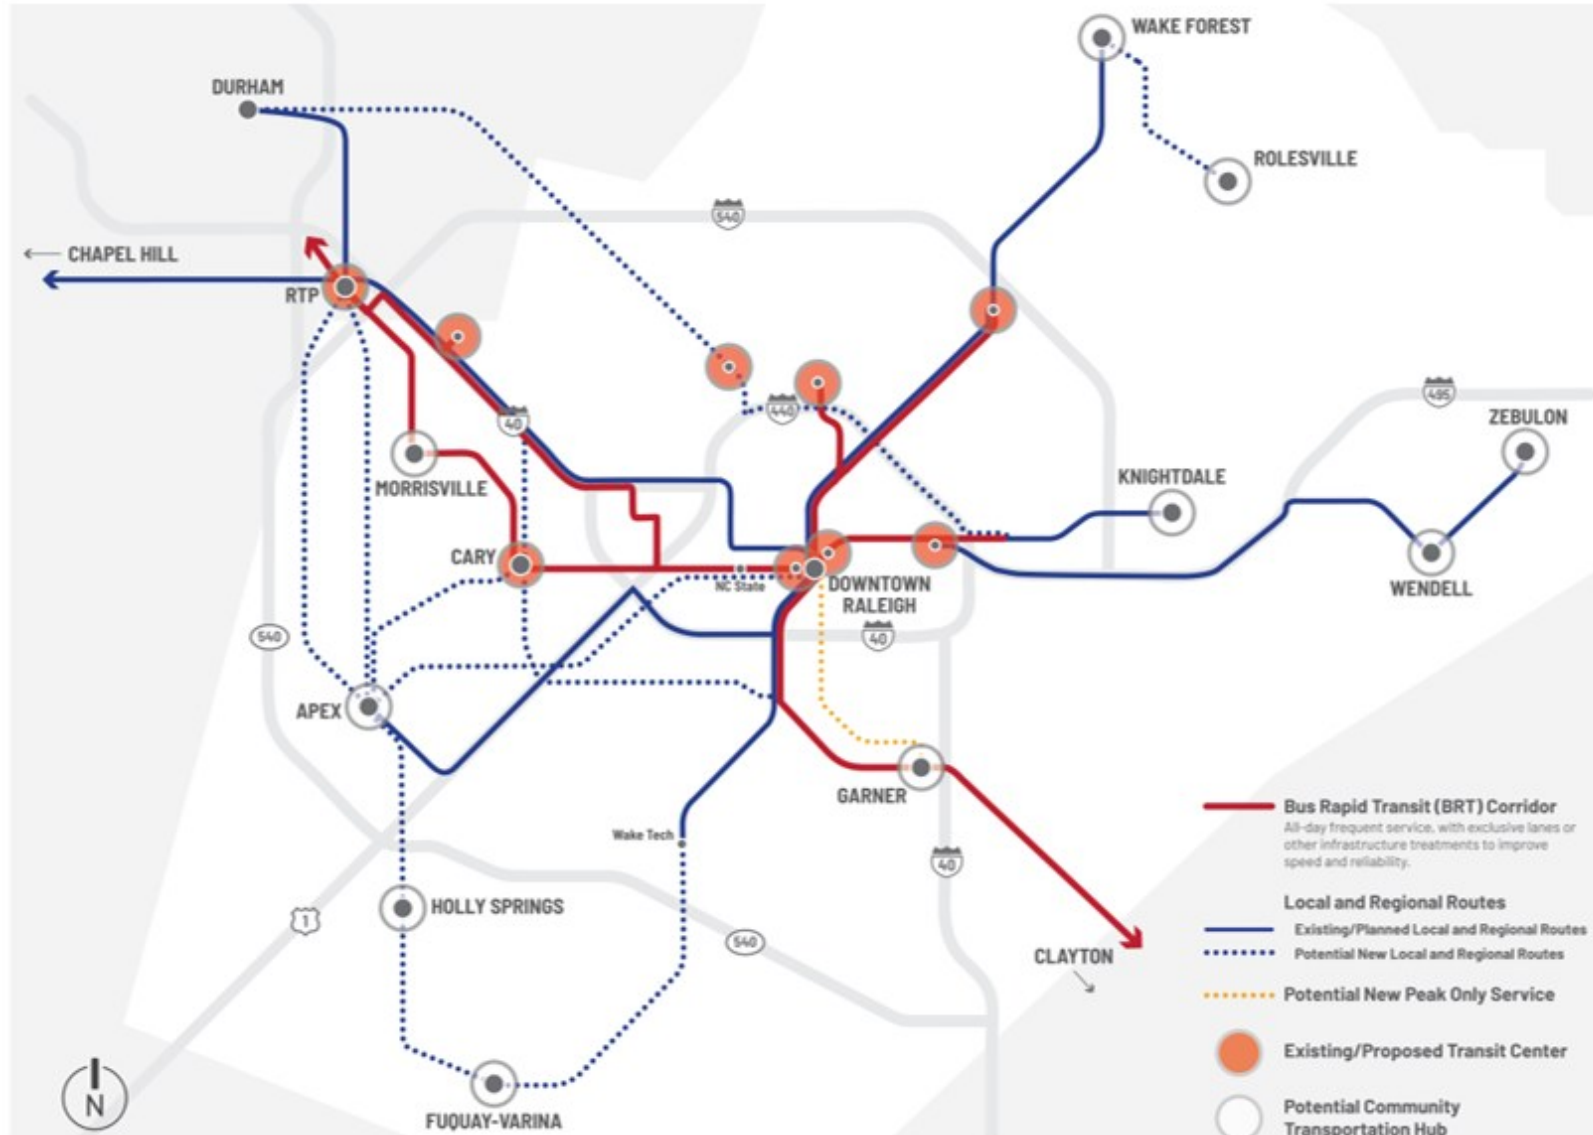 WAKE FOREST
DURHAM
ROLESVILLE
540
CHAPEL HILL
RTP
495
ZEBULON
440
40
KNIGHTDALE
MORRISVILLE
CARY
NC State
DOWNTOWN
RALEIGH
WENDELL
540
40
APEX
GARNER
Wake Tech
40
HOLLY SPRINGS
1
540
CLAYTON
N
FUQUAY-VARINA
Bus Rapid Transit (BRT) Corridor
All-day frequent service, with exclusive lanes or
other infrastructure treatments to improve
speed and reliability.
Local and Regional Routes
Existing/Planned Local and Regional Routes
Potential New Local and Regional Routes
Potential New Peak Only Service
Existing/Proposed Transit Center
Potential Community
Transportation Hub